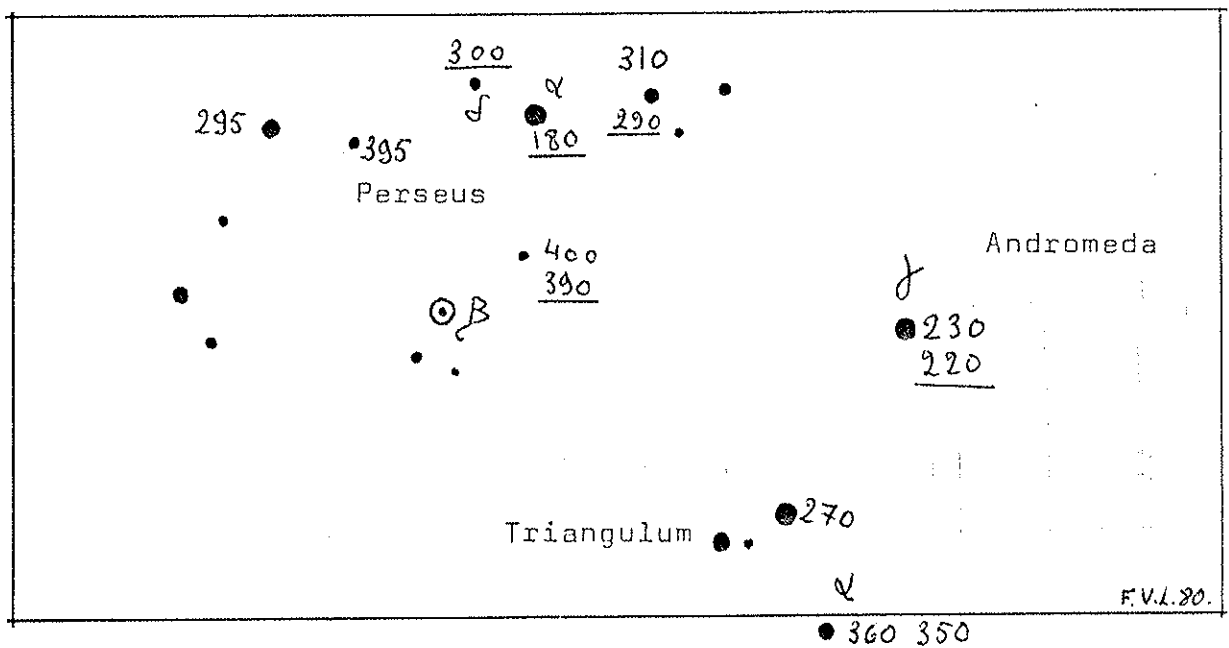 300
310
α
295
δ
290
180
395
Perseus
400
Andromeda
390
γ
β
230
220
270
Triangulum
α
F.V.L.80.
360 350